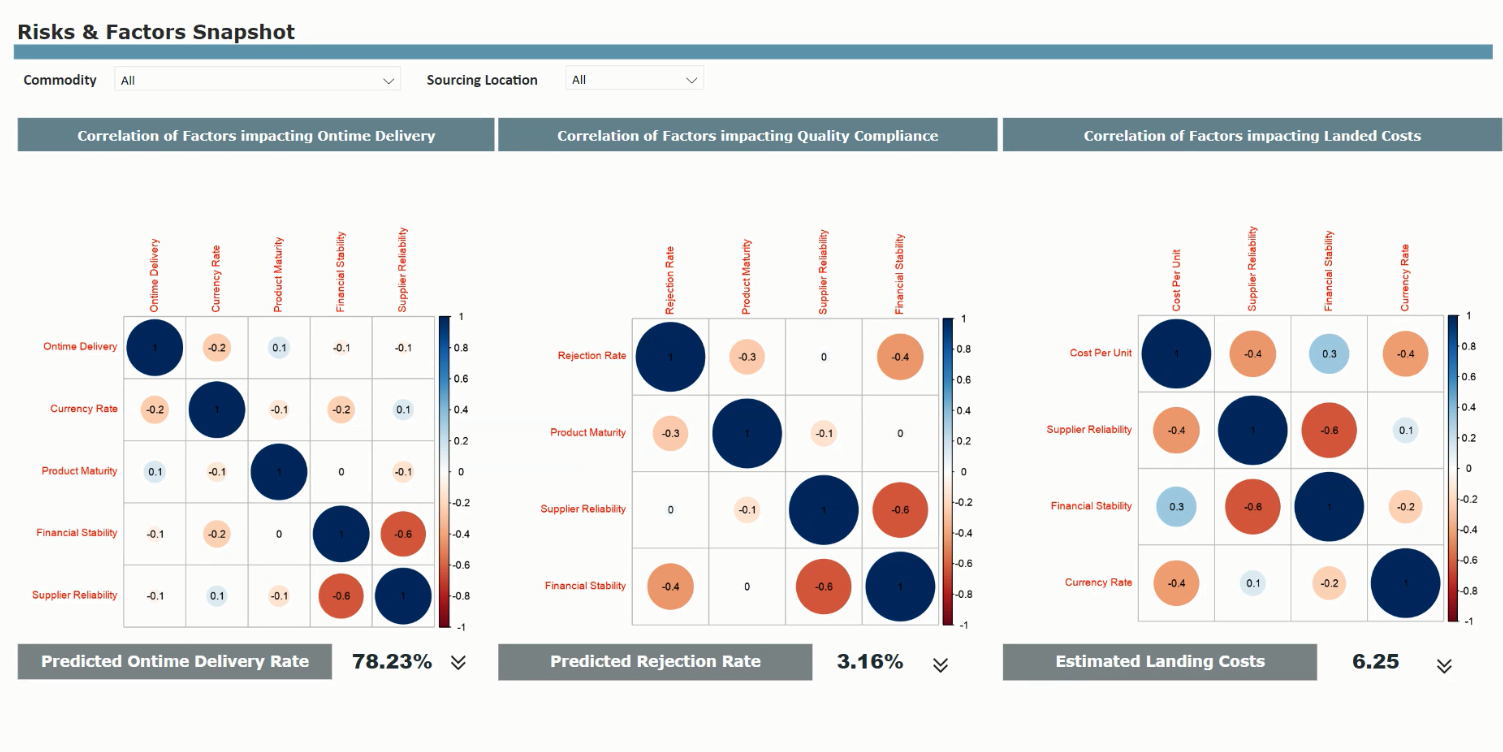 Risks & Factors Snapshot
Commodity All Sourcing Location All
Correlation of Factors impacting Ontime Delivery
Ontime Delivery Currency Rate Product Maturity Financial Stability Supplier Reliability
Ontime Delivery 1 -0.2 0.1 -0.1 -0.1
Currency Rate -0.2 1 -0.1 -0.2 0.1
Product Maturity 0.1 -0.1 1 0 -0.1
Financial Stability -0.1 -0.2 0 1 -0.6
Supplier Reliability -0.1 0.1 -0.1 -0.6 1
1
0.8
0.6
0.4
0.2
0
-0.2
-0.4
-0.6
-0.8
-1
Predicted Ontime Delivery Rate 78.23%
Correlation of Factors impacting Quality Compliance
Rejection Rate Product Maturity Supplier Reliability Financial Stability
Rejection Rate 1 -0.3 0 -0.4
Product Maturity -0.3 1 -0.1 0
Supplier Reliability 0 -0.1 1 -0.6
Financial Stability -0.4 0 -0.6 1
1
0.8
0.6
0.4
0.2
0
-0.2
-0.4
-0.6
-0.8
-1
Predicted Rejection Rate 3.16%
Correlation of Factors impacting Landed Costs
Cost Per Unit Supplier Reliability Financial Stability Currency Rate
Cost Per Unit 1 -0.4 0.3 -0.4
Supplier Reliability -0.4 1 -0.6 0.1
Financial Stability 0.3 -0.6 1 -0.2
Currency Rate -0.4 0.1 -0.2 1
1
0.8
0.6
0.4
0.2
0
-0.2
-0.4
-0.6
-0.8
-1
Estimated Landing Costs 6.25